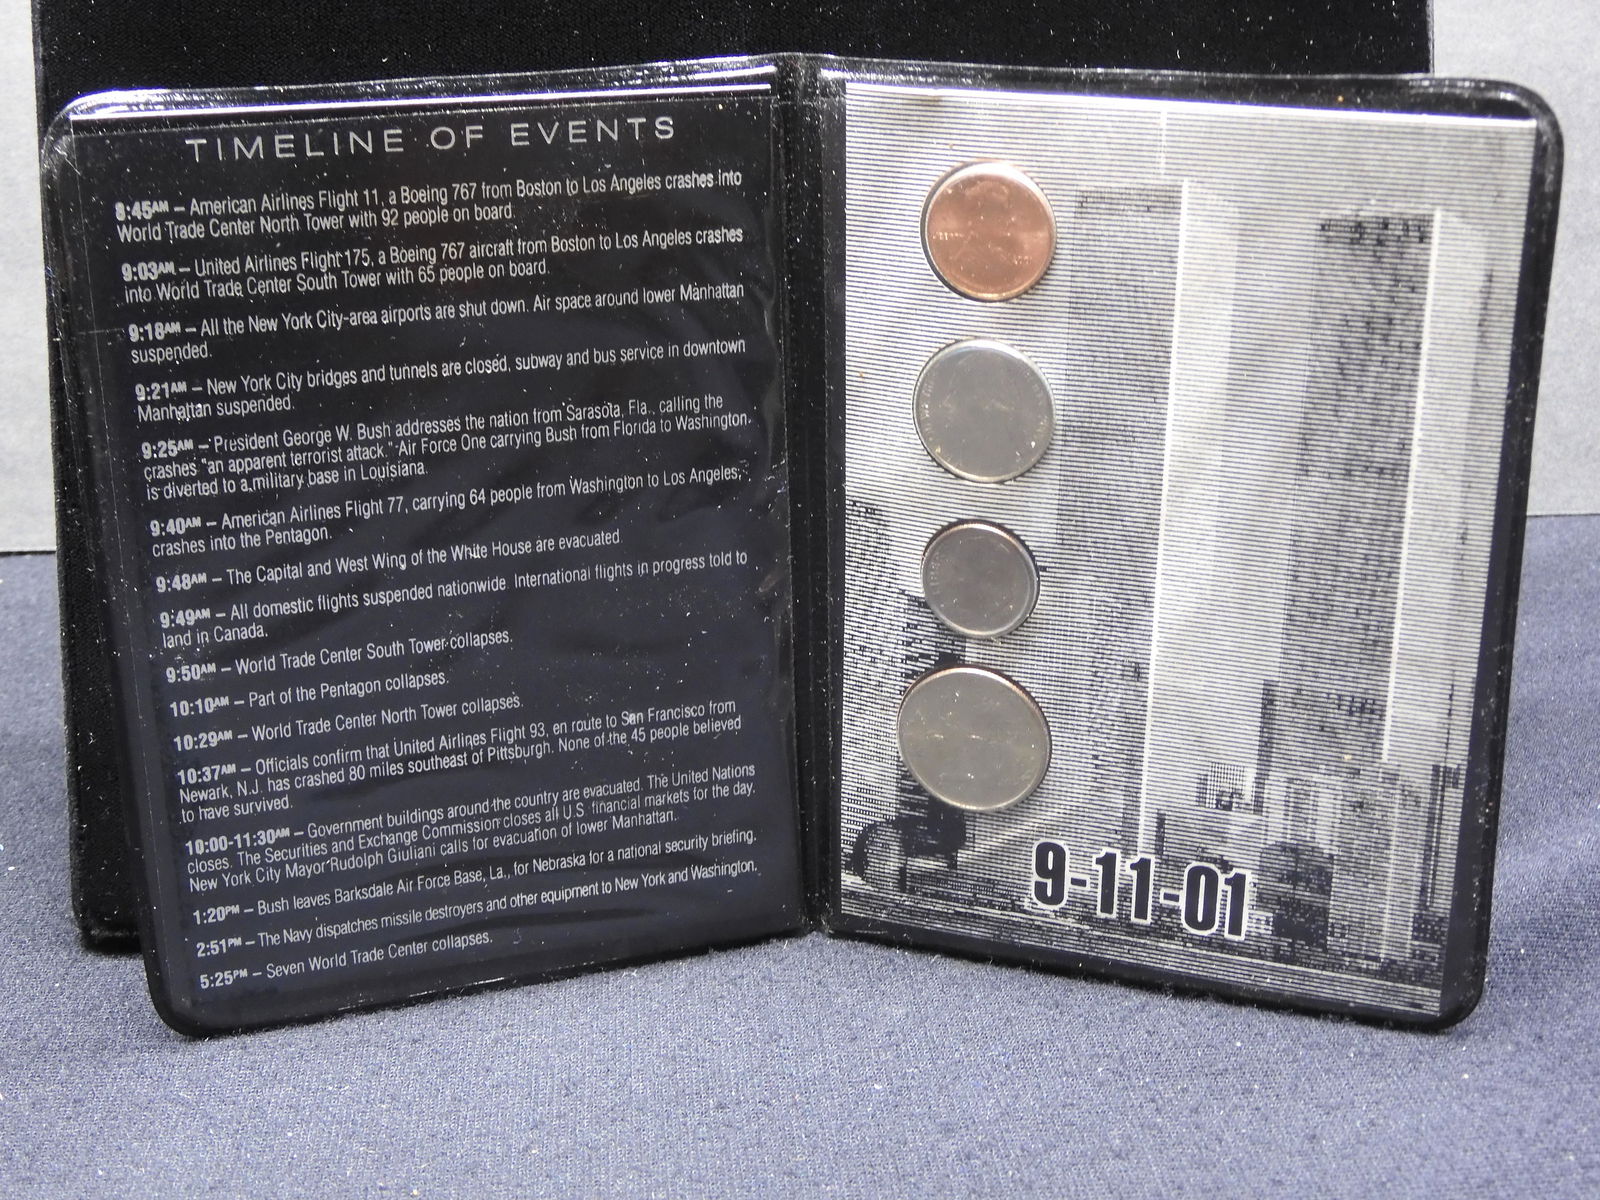 TIMELINE OF EVENTS
8:45AM – American Airlines Flight 11, a Boeing 767 from Boston to Los Angeles crashes into
World Trade Center North Tower with 92 people on board.
9:03AM – United Airlines Flight 175, a Boeing 767 aircraft from Boston to Los Angeles crashes
into World Trade Center South Tower with 65 people on board.
9:18AM – All the New York City-area airports are shut down. Air space around lower Manhattan
suspended.
9:21AM – New York City bridges and tunnels are closed, subway and bus service in downtown
Manhattan suspended.
9:25AM – President George W. Bush addresses the nation from Sarasota, Fla., calling the
crashes "an apparent terrorist attack." Air Force One carrying Bush from Florida to Washington,
is diverted to a military base in Louisiana.
9:40AM – American Airlines Flight 77, carrying 64 people from Washington to Los Angeles,
crashes into the Pentagon.
9:48AM – The Capital and West Wing of the White House are evacuated.
9:49AM – All domestic flights suspended nationwide. International flights in progress told to
land in Canada.
9:50AM – World Trade Center South Tower collapses.
10:10AM – Part of the Pentagon collapses.
10:29AM – World Trade Center North Tower collapses.
10:37AM – Officials confirm that United Airlines Flight 93, en route to San Francisco from
Newark, N.J. has crashed 80 miles southeast of Pittsburgh. None of the 45 people believed
to have survived.
10:00-11:30AM – Government buildings around the country are evacuated. The United Nations
closes. The Securities and Exchange Commission closes all U.S. financial markets for the day.
New York City Mayor Rudolph Giuliani calls for evacuation of lower Manhattan.
1:20PM – Bush leaves Barksdale Air Force Base, La., for Nebraska for a national security briefing.
2:51PM – The Navy dispatches missile destroyers and other equipment to New York and Washington.
5:25PM – Seven World Trade Center collapses.
9-11-01